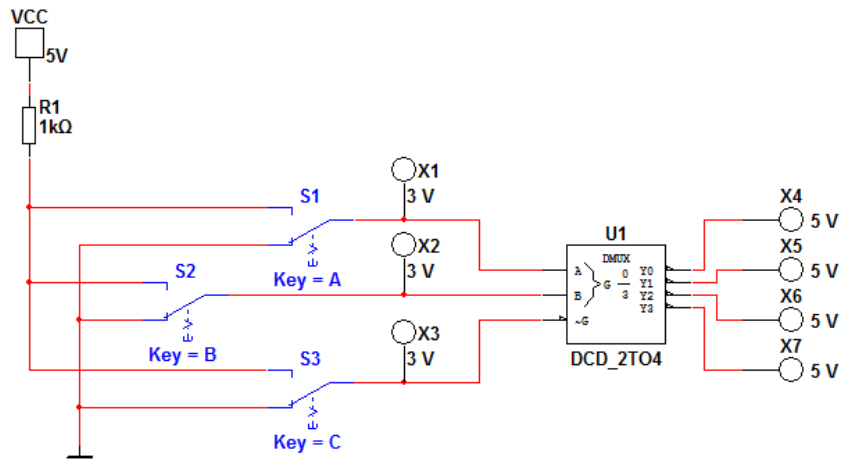 VCC
5V
R1
1kΩ
S1
Key = A
S2
Key = B
S3
Key = C
X1
3 V
X2
3 V
X3
3 V
U1
DMUX
A
B
~G
G
0
3
Y0
Y1
Y2
Y3
DCD_2TO4
X4
5 V
X5
5 V
X6
5 V
X7
5 V